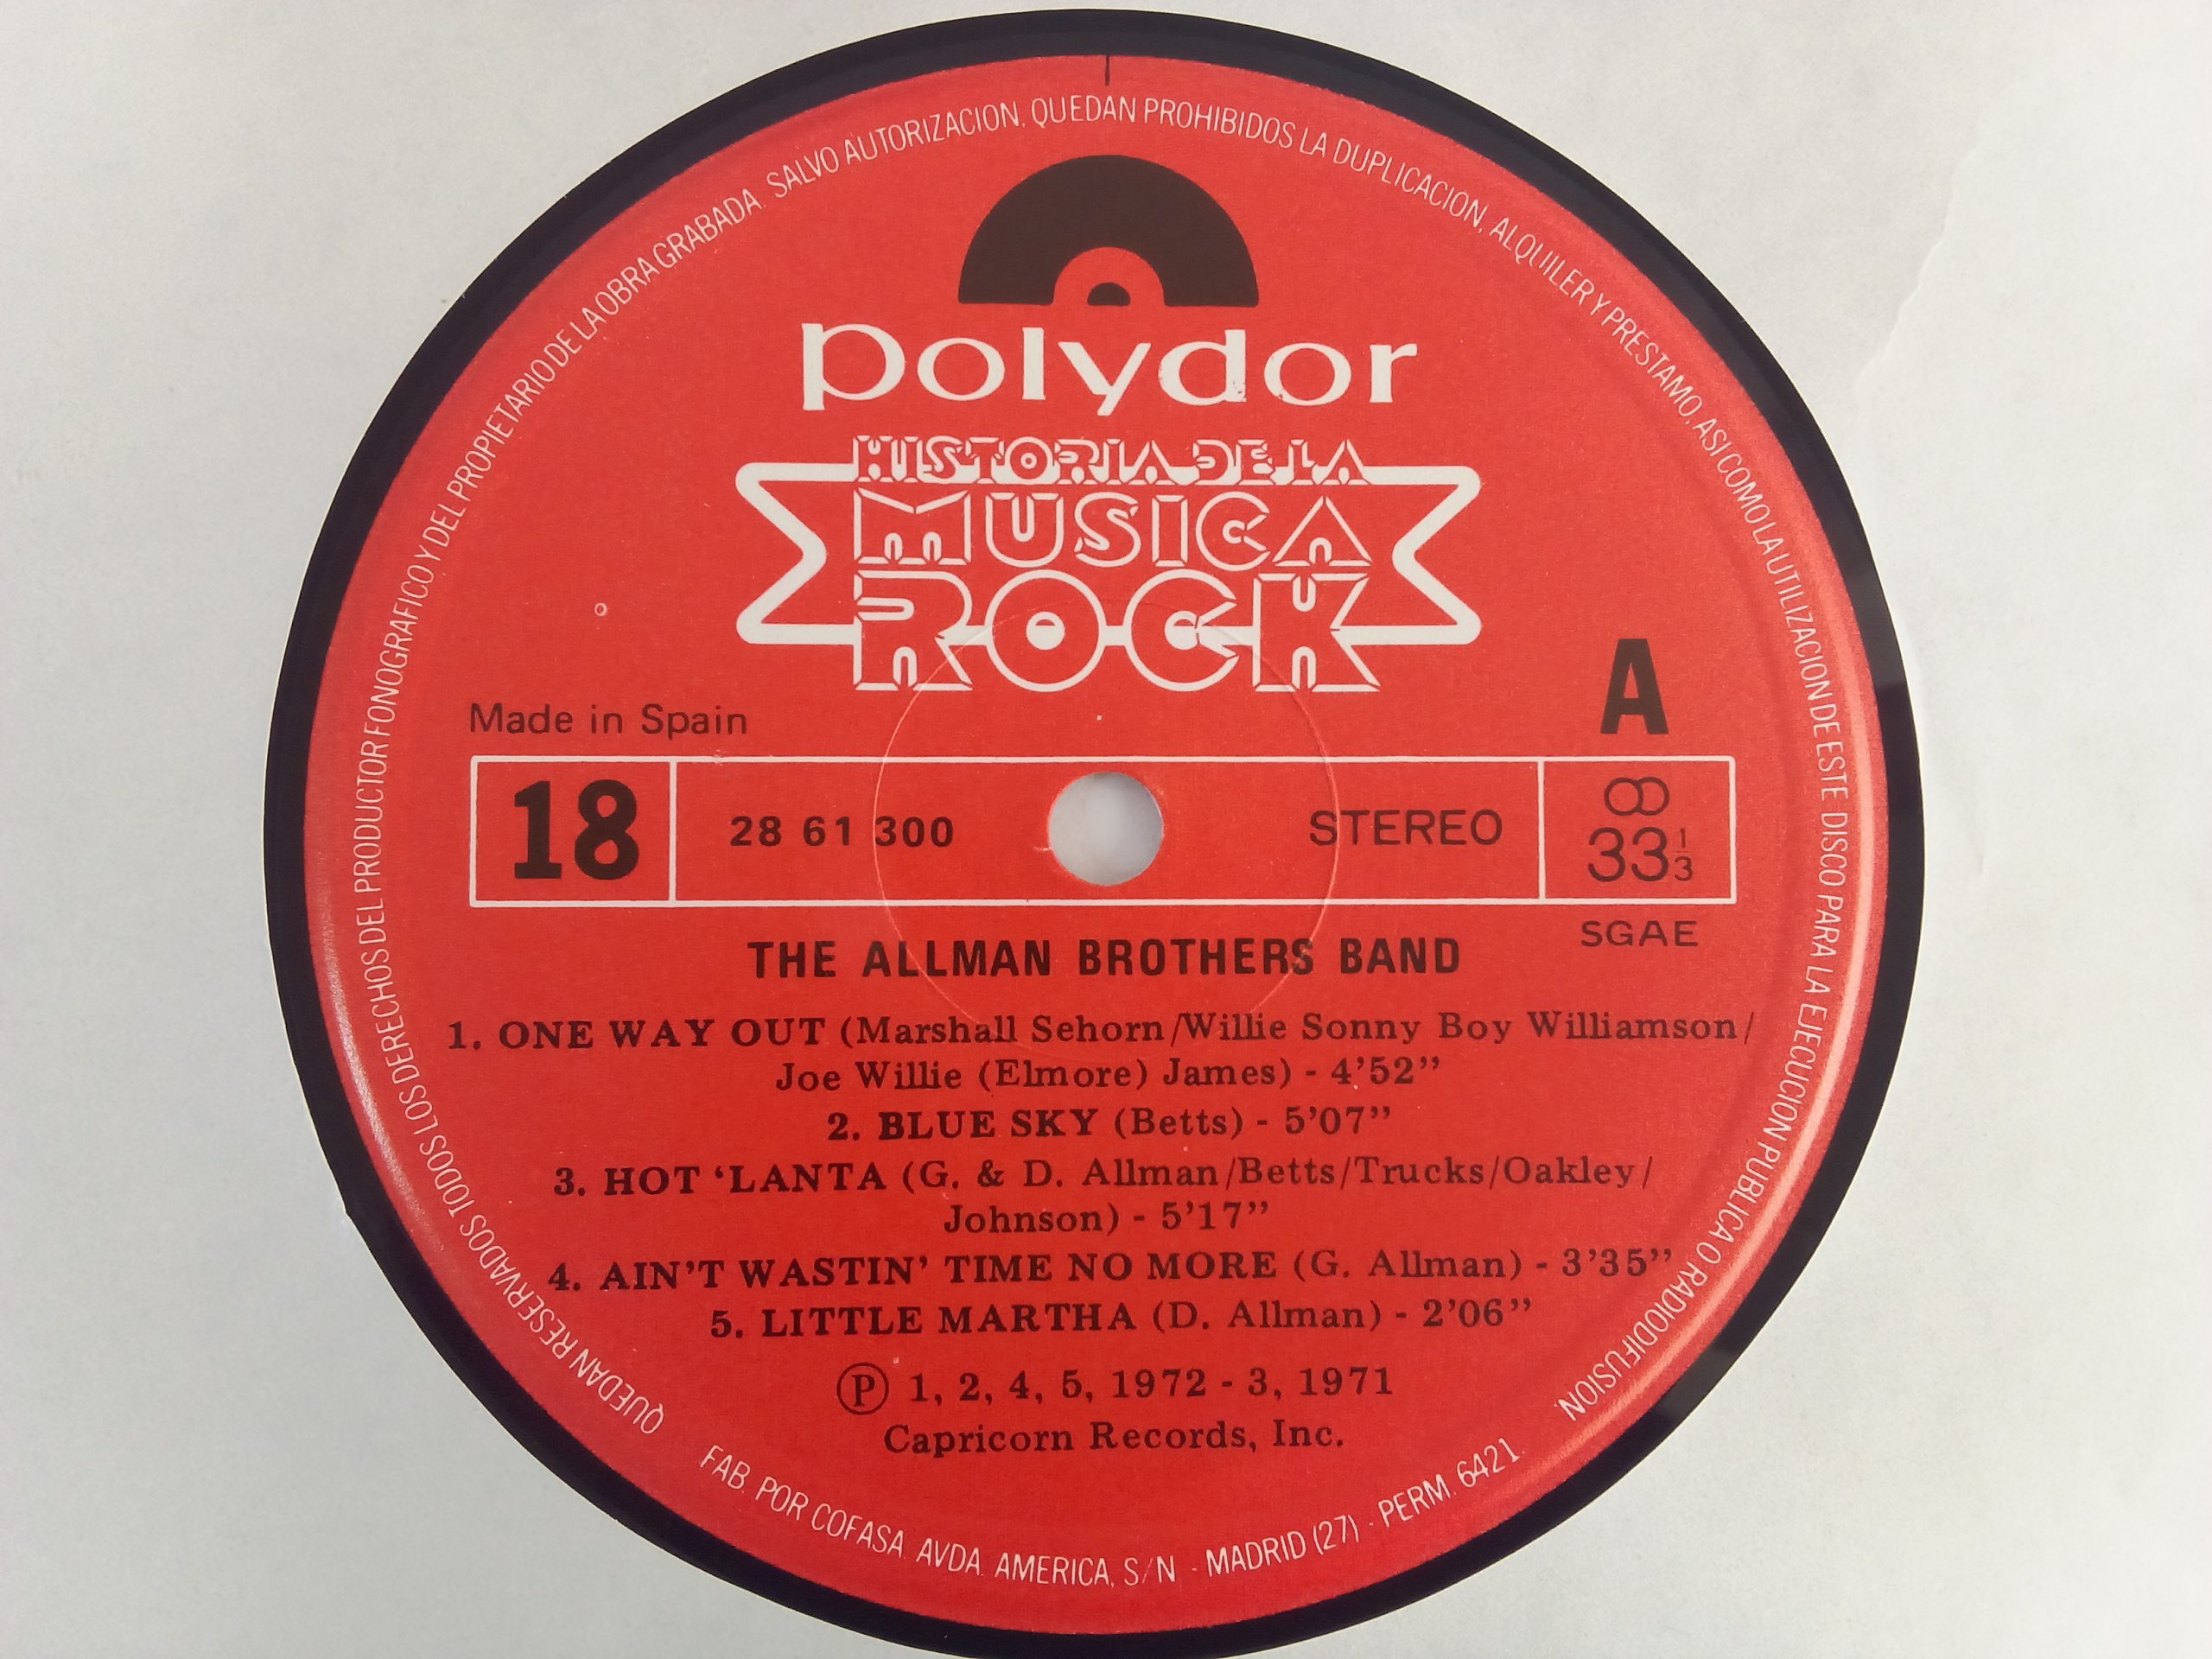 QUEDAN RESERVADOS TODOS LOS DERECHOS DEL PRODUCTOR FONOGRAFICO Y DEL PROPIETARIO DE LA OBRA GRABADA. SALVO AUTORIZACION, QUEDAN PROHIBIDOS LA DUPLICACION, ALQUILER Y PRESTAMO, ASI COMO LA UTILIZACION DE ESTE DISCO PARA LA EJECUCION PUBLICA O RADIODIFUSION.
polydor
HISTORIA DE LA
MUSICA
ROCK
A
Made in Spain
18
28 61 300
STEREO
33 1/3
SGAE
THE ALLMAN BROTHERS BAND
1. ONE WAY OUT (Marshall Sehorn/Willie Sonny Boy Williamson/
Joe Willie (Elmore) James) - 4'52”
2. BLUE SKY (Betts) - 5'07”
3. HOT ‘LANTA (G. & D. Allman/Betts/Trucks/Oakley/
Johnson) - 5'17”
4. AIN'T WASTIN' TIME NO MORE (G. Allman) - 3'35”
5. LITTLE MARTHA (D. Allman) - 2'06”
Ⓟ 1, 2, 4, 5, 1972 - 3, 1971
Capricorn Records, Inc.
FAB. POR COFASA. AVDA. AMERICA, S/N - MADRID (27) - PERM. 6421.